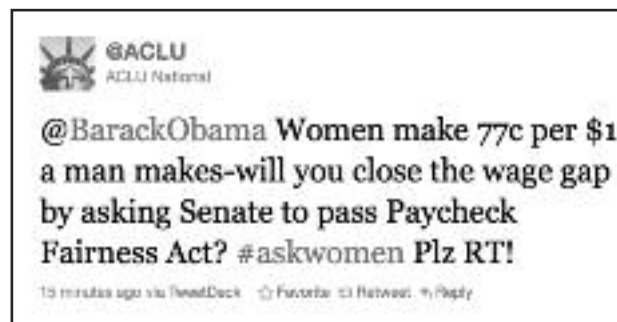 @ACLU
ACLU National
@BarackObama Women make 77c per $1
a man makes-will you close the wage gap
by asking Senate to pass Paycheck
Fairness Act? #askwomen Plz RT!
15 minutes ago via TweetDeck Favorite Retweet Reply